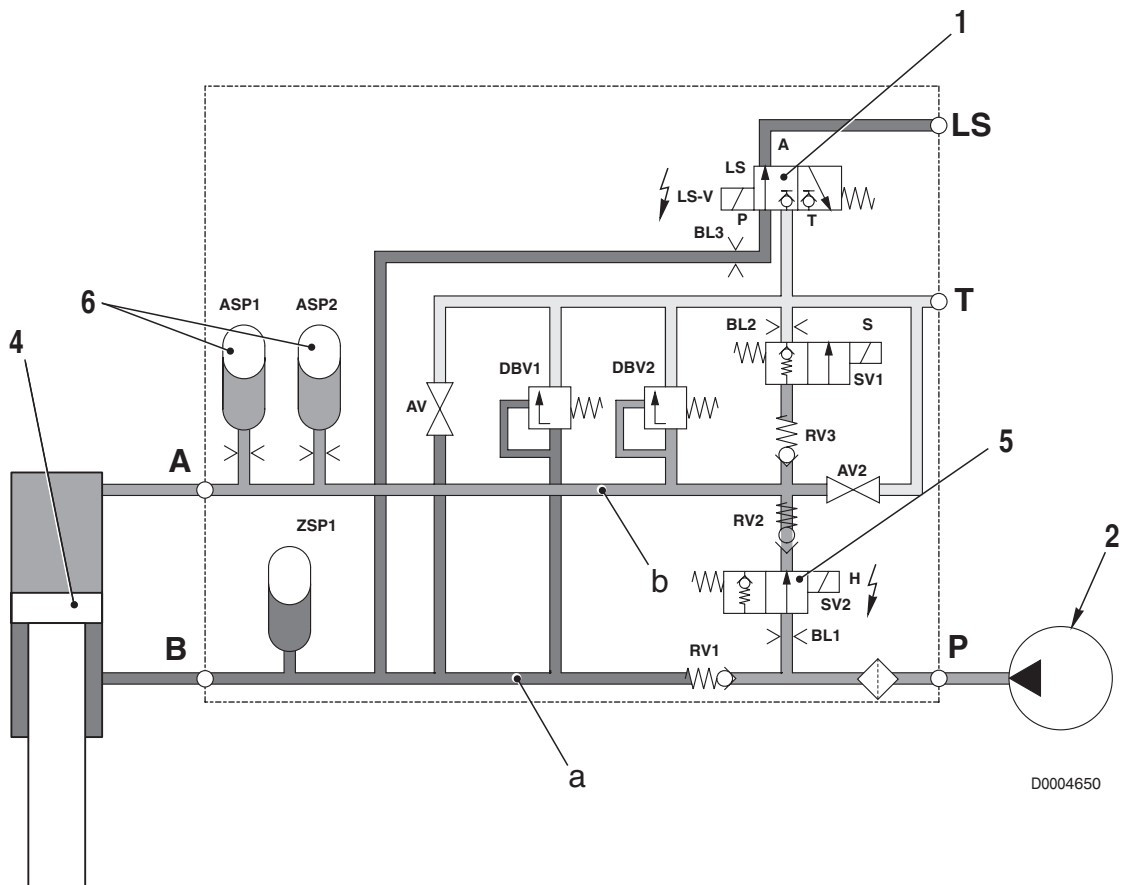 1
LS
A
LS
LS-V
P
T
BL3
6
ASP1
ASP2
T
4
BL2
S
DBV1
DBV2
SV1
AV
RV3
5
A
AV2
ZSP1
RV2
b
2
H
SV2
B
BL1
RV1
P
a
D0004650